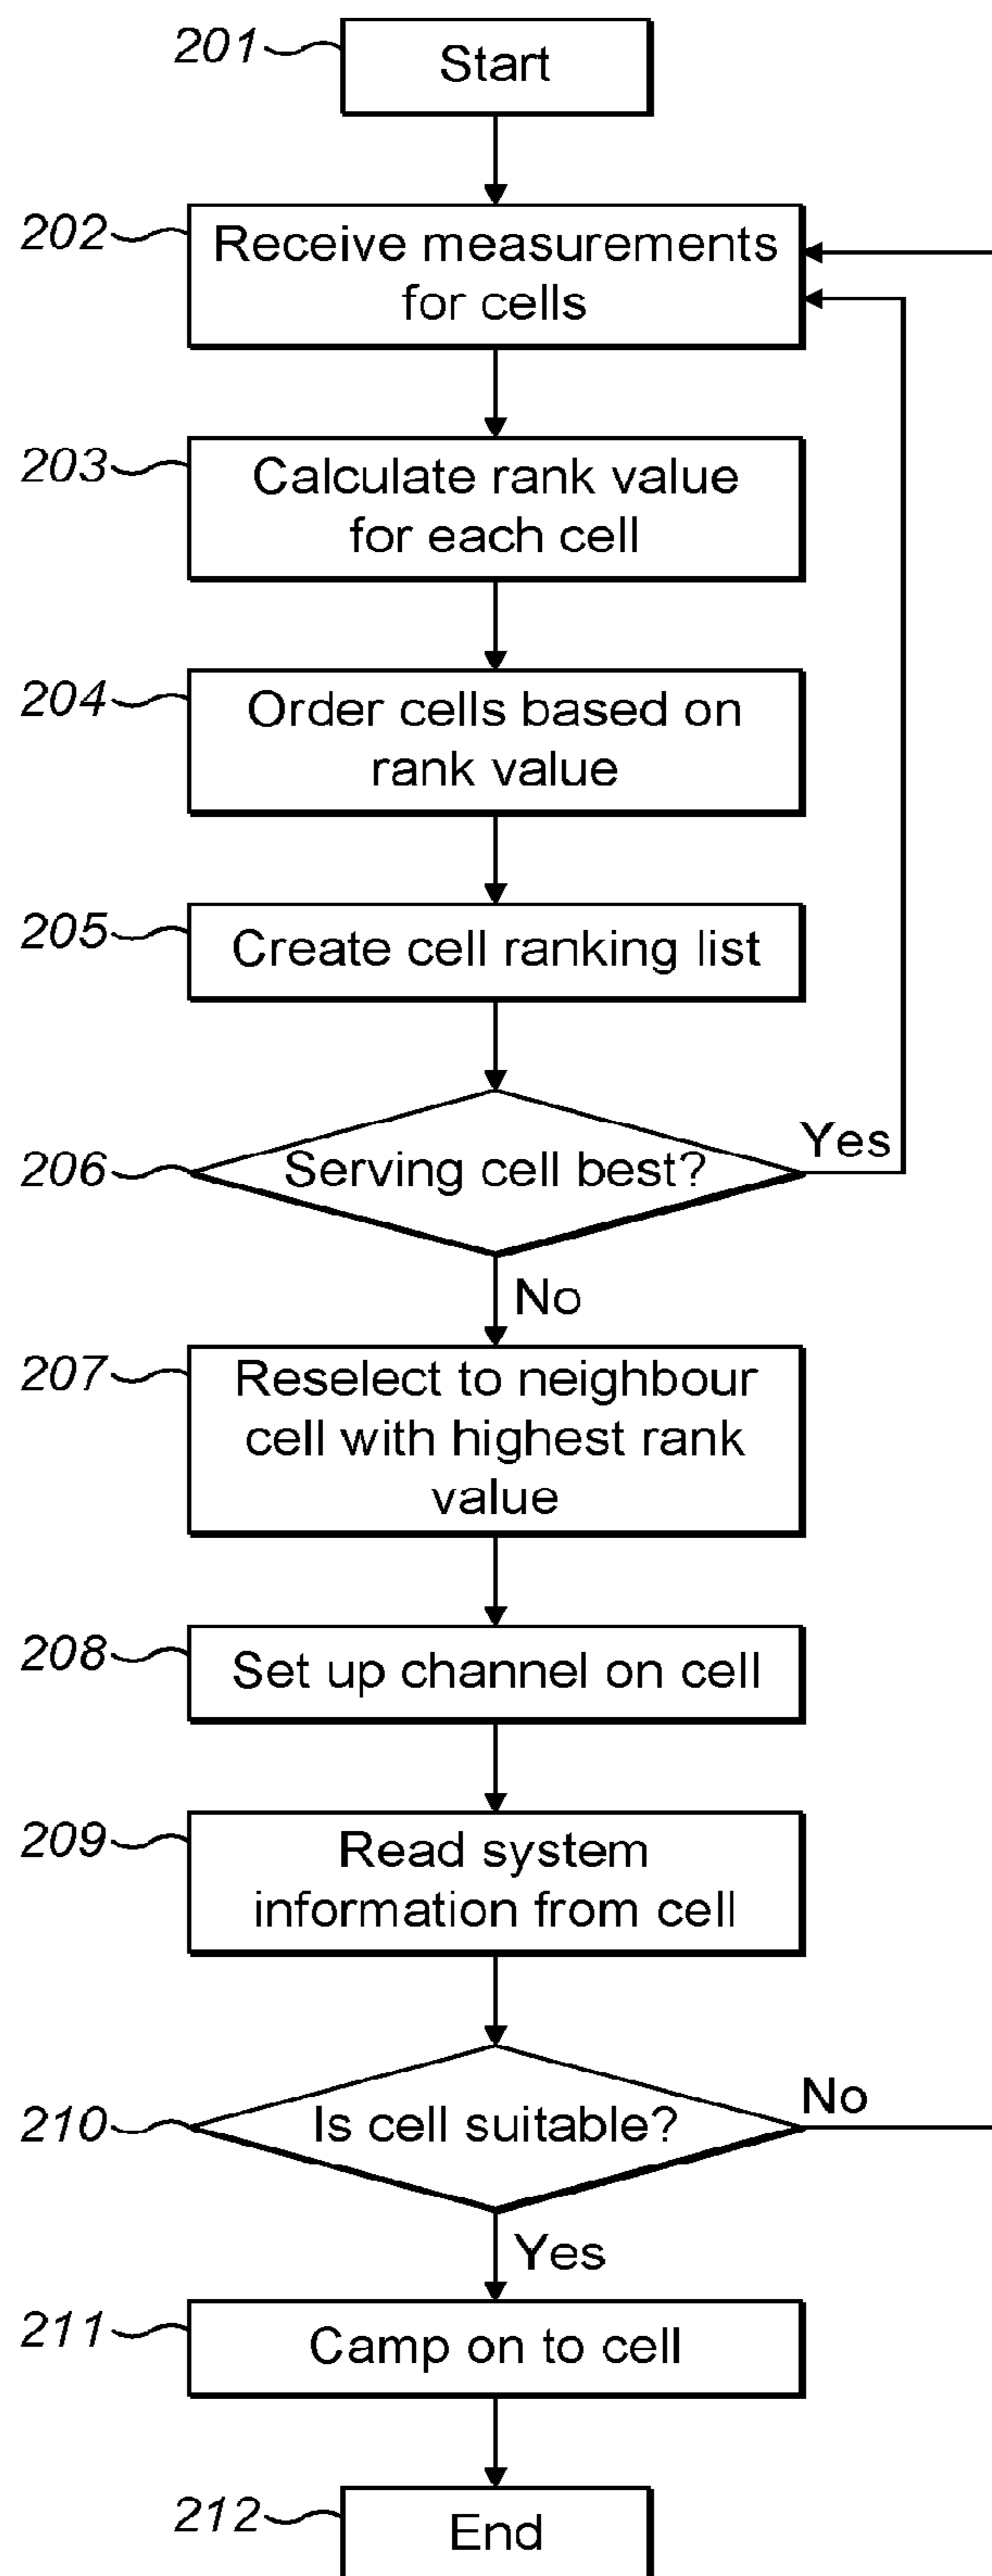 201
Start
202
Receive measurements
for cells
203
Calculate rank value
for each cell
204
Order cells based on
rank value
205
Create cell ranking list
206
Serving cell best?
Yes
No
207
Reselect to neighbour
cell with highest rank
value
208
Set up channel on cell
209
Read system
information from cell
210
Is cell suitable?
No
Yes
211
Camp on to cell
212
End